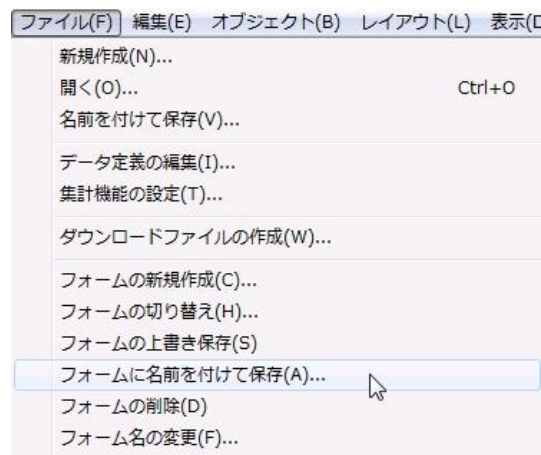 ファイル(F) 編集(E) オブジェクト(B) レイアウト(L) 表示(D
新規作成(N)...
開く(O)... Ctrl+O
名前を付けて保存(V)...
データ定義の編集(I)...
集計機能の設定(T)...
ダウンロードファイルの作成(W)...
フォームの新規作成(C)...
フォームの切り替え(H)...
フォームの上書き保存(S)
フォームに名前を付けて保存(A)...
フォームの削除(D)
フォーム名の変更(F)...